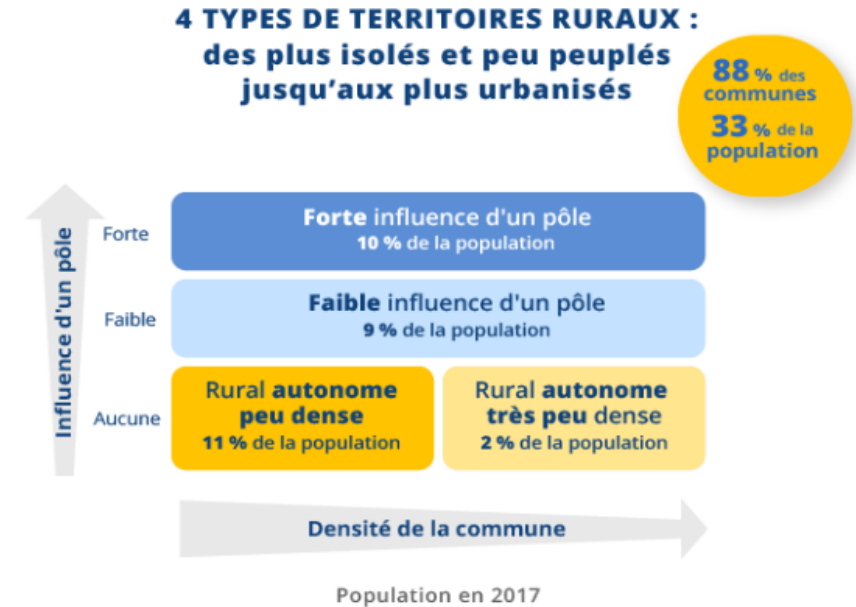 4 TYPES DE TERRITOIRES RURAUX :
des plus isolés et peu peuplés
jusqu'aux plus urbanisés
88 % des
communes
33 % de la
population
Influence d'un pôle
Forte
Forte influence d'un pôle
10 % de la population
Faible
Faible influence d'un pôle
9 % de la population
Aucune
Rural autonome
peu dense
11 % de la population
Rural autonome
très peu dense
2 % de la population
Densité de la commune
Population en 2017